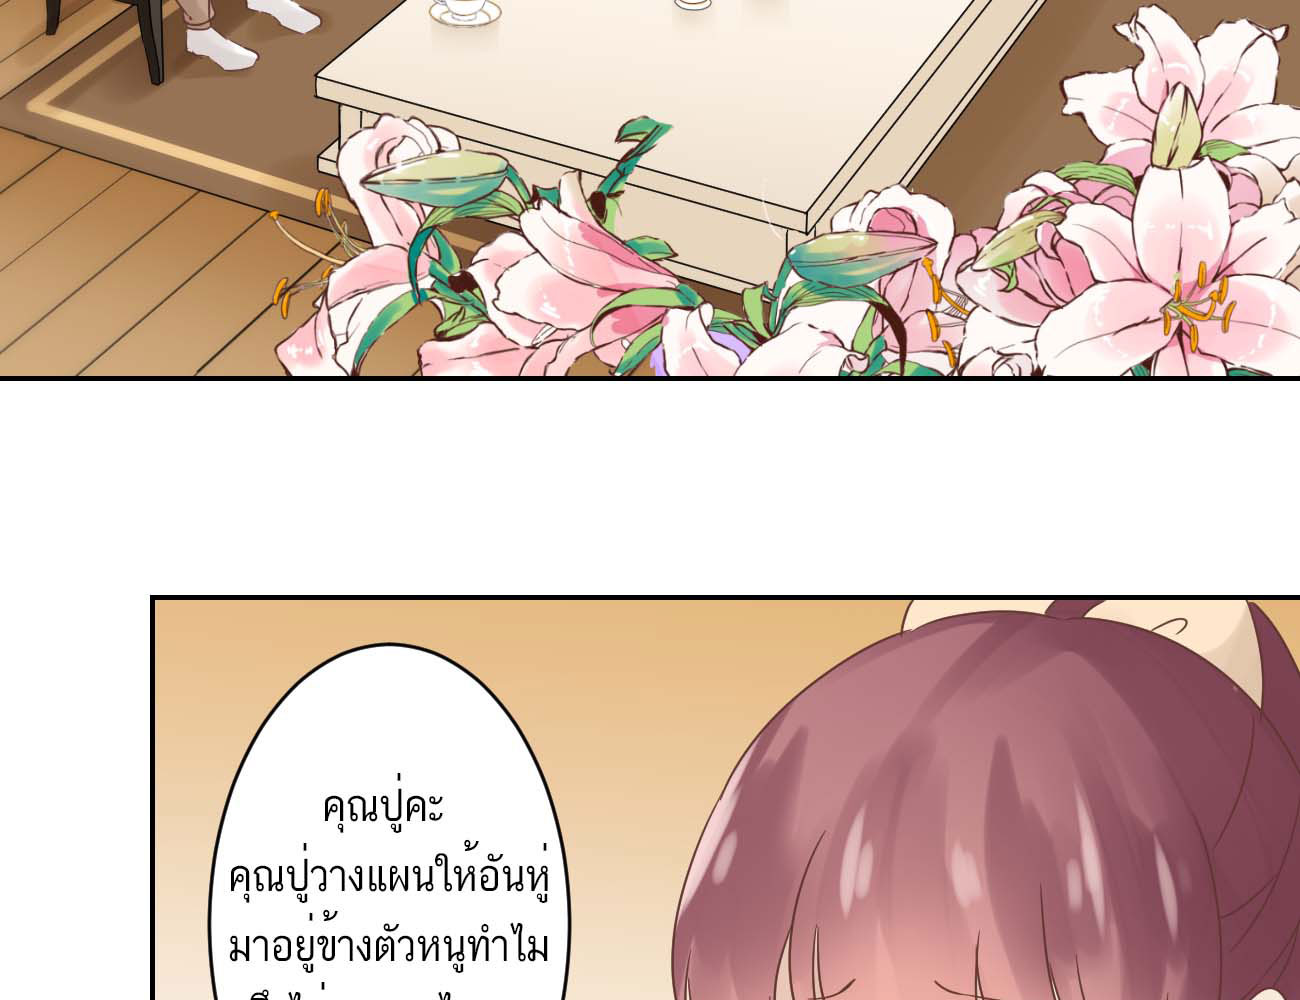 คุณปู่คะ
คุณปู่วางแผนให้อันหู่
มาอยู่ข้างตัวหนูทำไม